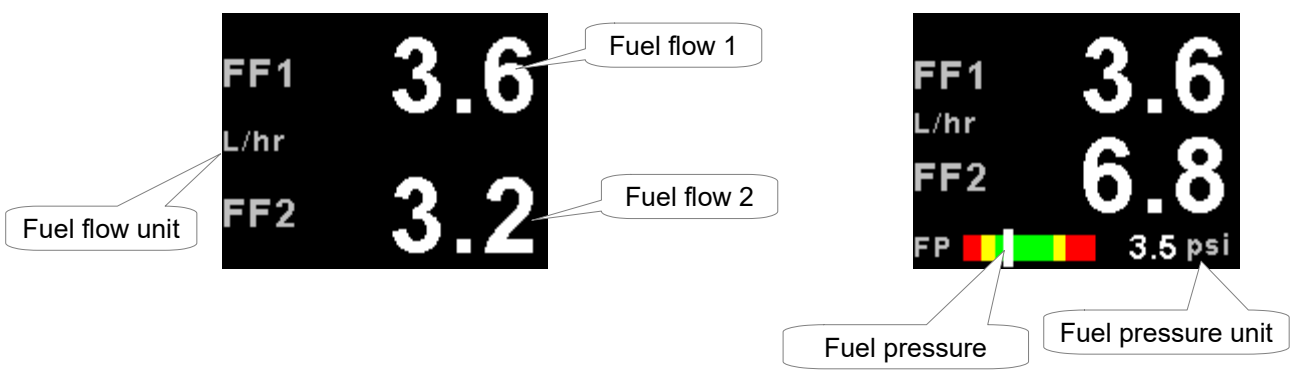 FF1 3.6
L/hr
FF2 3.2
Fuel flow 1
Fuel flow 2
Fuel flow unit
FF1 3.6
L/hr
FF2 6.8
FP 3.5 psi
Fuel pressure
Fuel pressure unit